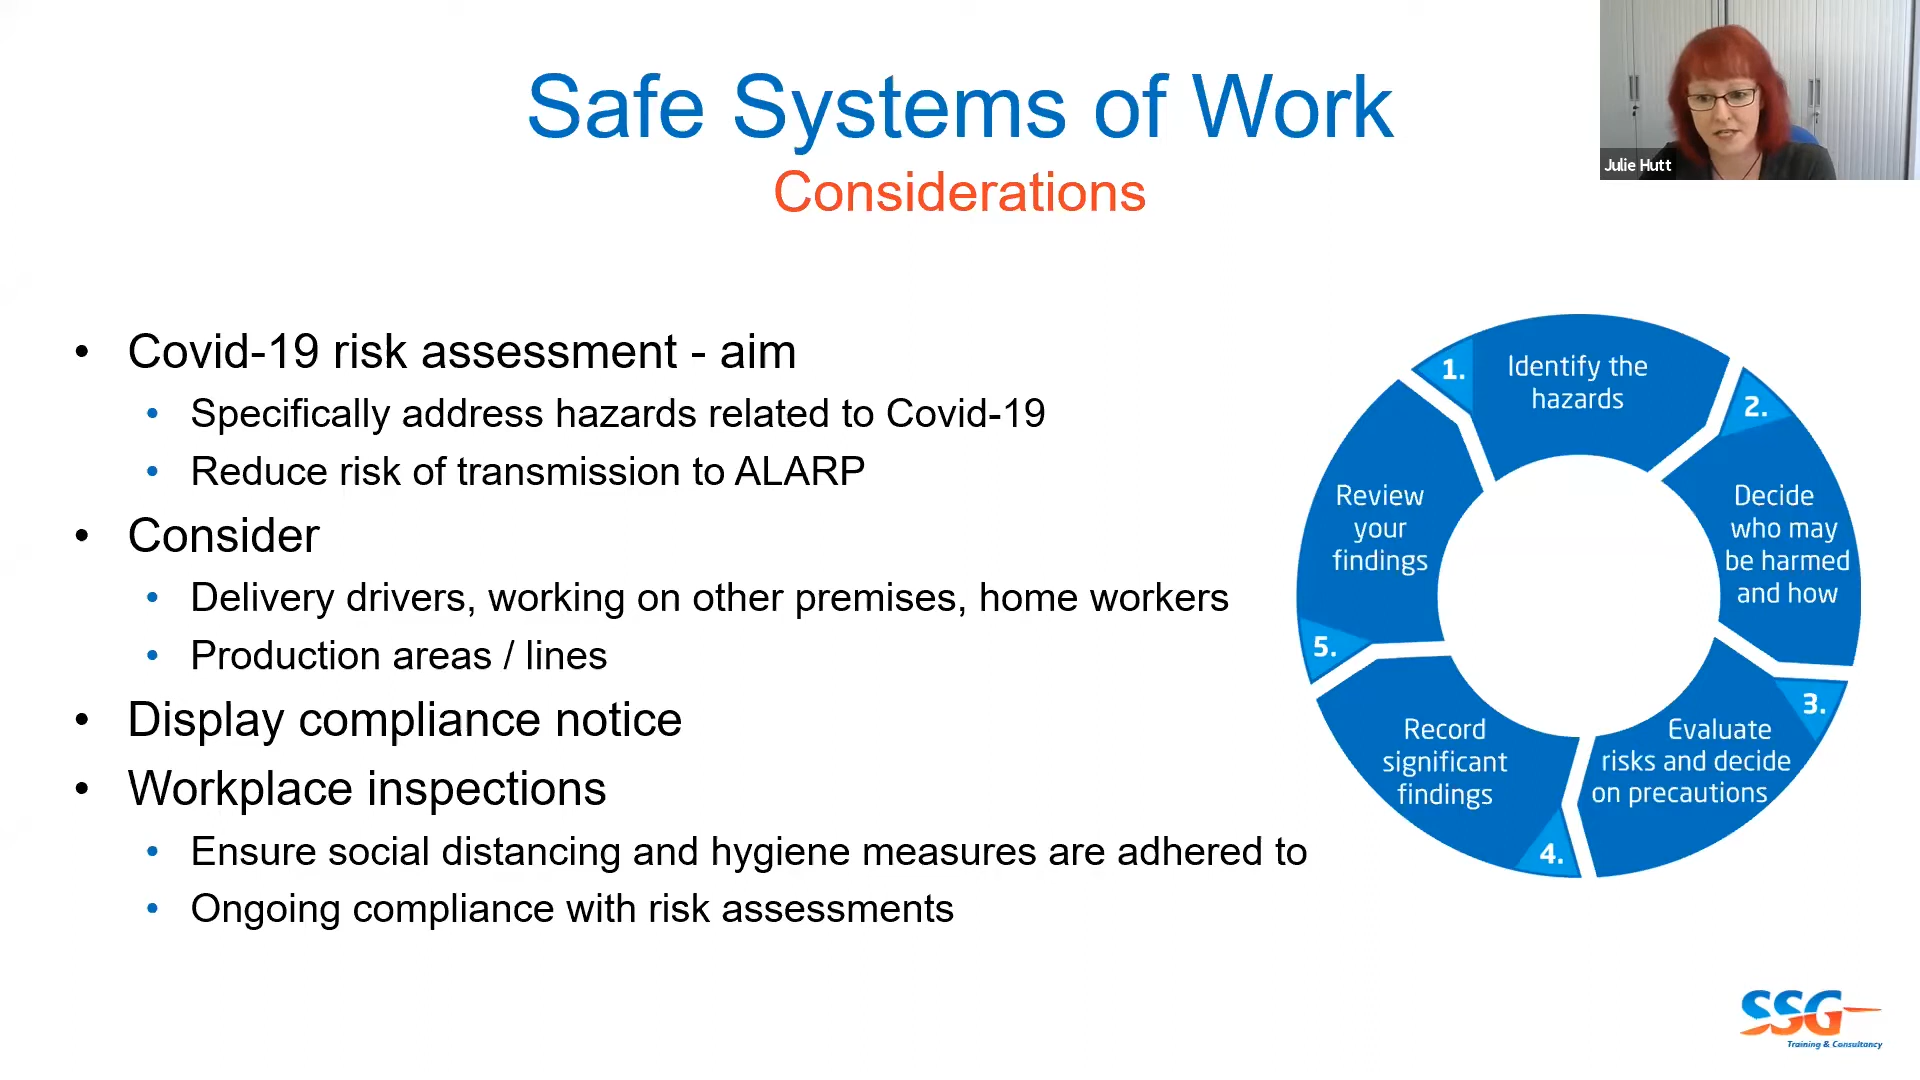 Safe Systems of Work
Considerations
Julie Hutt
• Covid-19 risk assessment - aim
• Specifically address hazards related to Covid-19
• Reduce risk of transmission to ALARP
• Consider
• Delivery drivers, working on other premises, home workers
• Production areas / lines
• Display compliance notice
• Workplace inspections
• Ensure social distancing and hygiene measures are adhered to
• Ongoing compliance with risk assessments
1.
Identify the
hazards
2.
Decide
who may
be harmed
and how
3.
Evaluate
risks and decide
on precautions
4.
Record
significant
findings
5.
Review
your
findings
SSG
Training & Consultancy